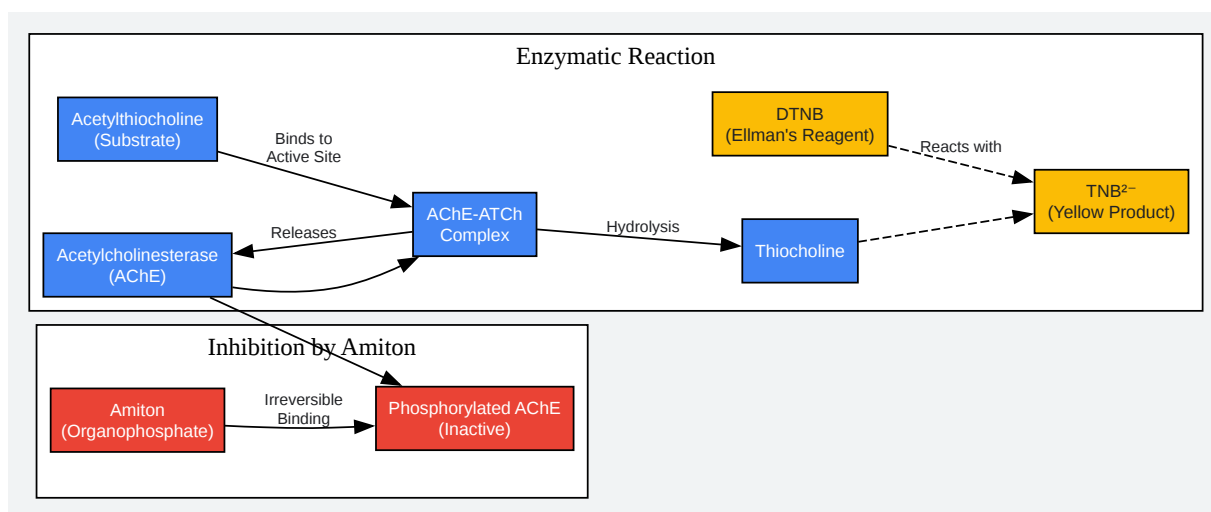 Enzymatic Reaction
Acetylthiocholine
(Substrate)
Binds to
Active Site
DTNB
(Ellman's Reagent)
Reacts with
TNB²⁻
(Yellow Product)
AChE-ATCh
Complex
Releases
Hydrolysis
Thiocholine
Acetylcholinesterase
(AChE)
Inhibition by Amiton
Amiton
(Organophosphate)
Irreversible
Binding
Phosphorylated AChE
(Inactive)